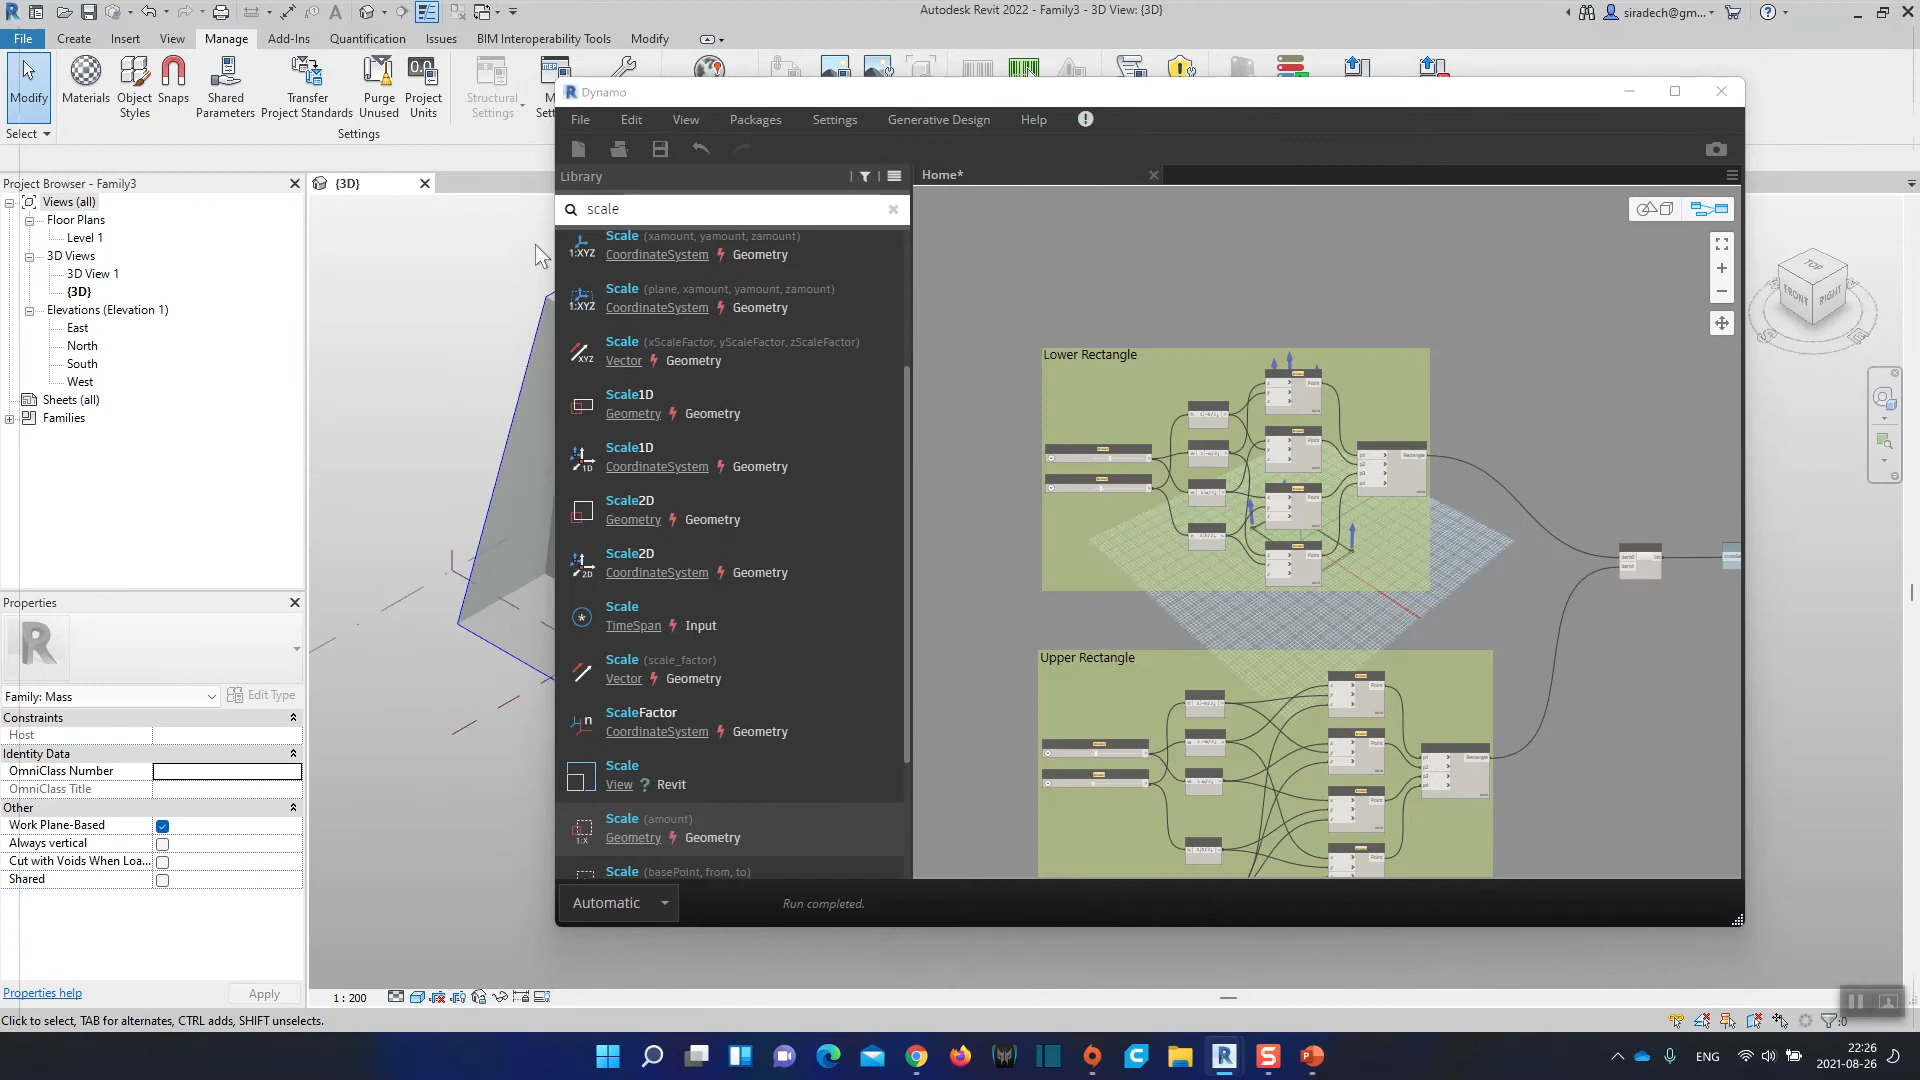 Autodesk Revit 2022 - Family3 - 3D View: {3D}
siradech@gm...
File Create Insert View Manage Add-Ins Quantification Issues BIM Interoperability Tools Modify
Modify
Materials
Object Styles
Snaps
Shared Parameters
Transfer Project Standards
Purge Unused
Project Units
Structural Settings
Select
Settings
Dynamo
File Edit View Packages Settings Generative Design Help
Library
Home*
scale
Project Browser - Family3
{3D}
Views (all)
Floor Plans
Level 1
3D Views
3D View 1
{3D}
Elevations (Elevation 1)
East
North
South
West
Sheets (all)
Families
Scale (xamount, yamount, zamount)
CoordinateSystem Geometry
Scale (plane, xamount, yamount, zamount)
CoordinateSystem Geometry
Scale (xScaleFactor, yScaleFactor, zScaleFactor)
Vector Geometry
Scale1D
Geometry Geometry
Scale1D
CoordinateSystem Geometry
Scale2D
Geometry Geometry
Scale2D
CoordinateSystem Geometry
Scale
TimeSpan Input
Scale (scale_factor)
Vector Geometry
ScaleFactor
CoordinateSystem Geometry
Scale
View Revit
Scale (amount)
Geometry Geometry
Scale (basePoint, from, to)
Lower Rectangle
Upper Rectangle
Automatic
Run completed.
TOP
FRONT
RIGHT
Properties
Family: Mass
Edit Type
Constraints
Host
Identity Data
OmniClass Number
OmniClass Title
Other
Work Plane-Based
Always vertical
Cut with Voids When Loa...
Shared
Properties help
Apply
1 : 200
Click to select, TAB for alternates, CTRL adds, SHIFT unselects.
:0
ENG
22:26
2021-08-26